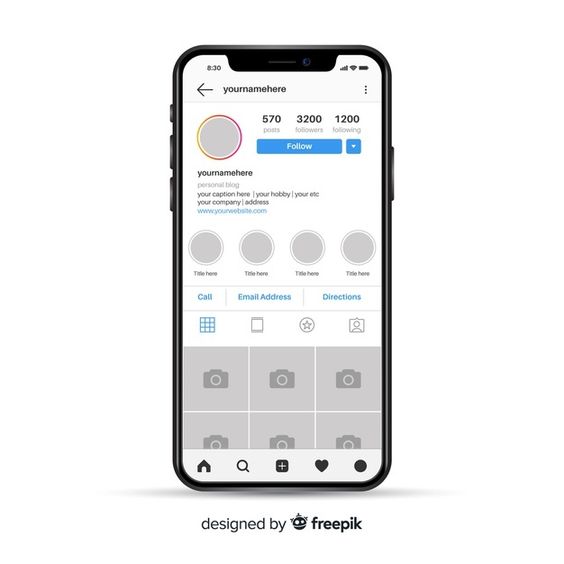 8:30
yournamehere
570 3200 1200
posts followers following
Follow
yournamehere
personal blog
your caption here | your hobby | your etc
your company | address
www.yourwebsite.com
Title here Title here Title here Title here
Call Email Address Directions
designed by freepik